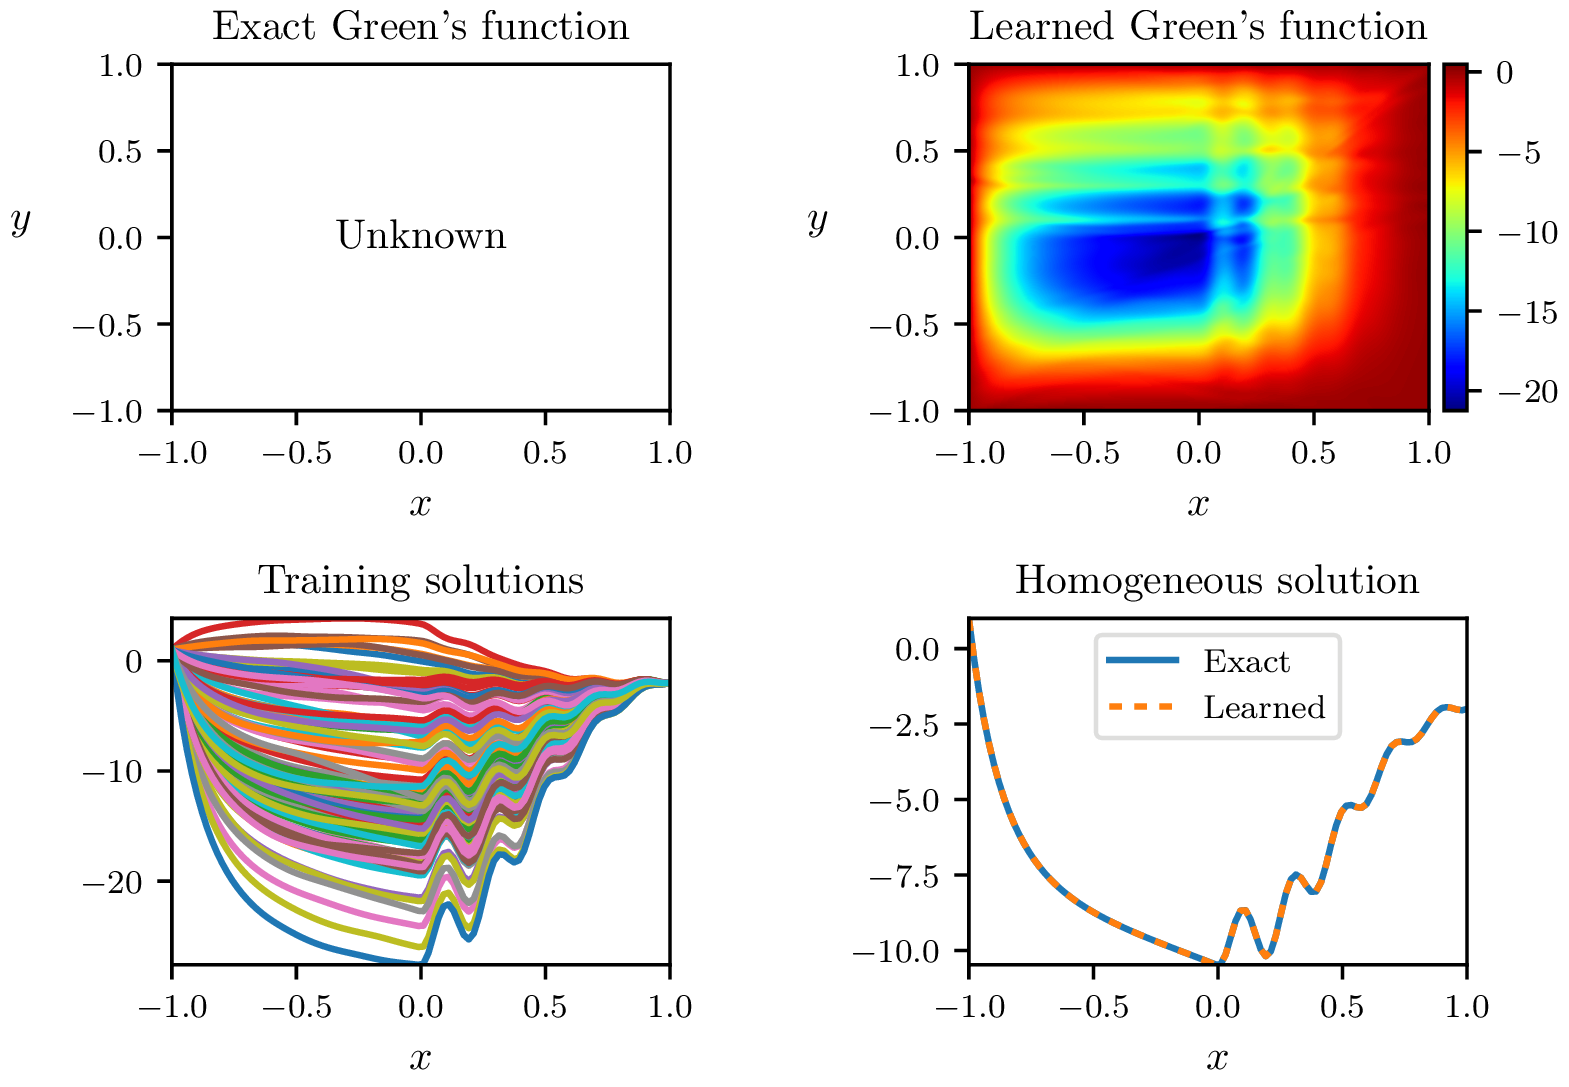 Exact Green's function
1.0
0.5
y
0.0
−0.5
−1.0
Unknown
−1.0 −0.5 0.0 0.5 1.0
x
Learned Green's function
1.0
0.5
y
0.0
−0.5
−1.0
−1.0 −0.5 0.0 0.5 1.0
x
0
−5
−10
−15
−20
Training solutions
0
−10
−20
−1.0 −0.5 0.0 0.5 1.0
x
Homogeneous solution
0.0
−2.5
−5.0
−7.5
−10.0
Exact
Learned
−1.0 −0.5 0.0 0.5 1.0
x